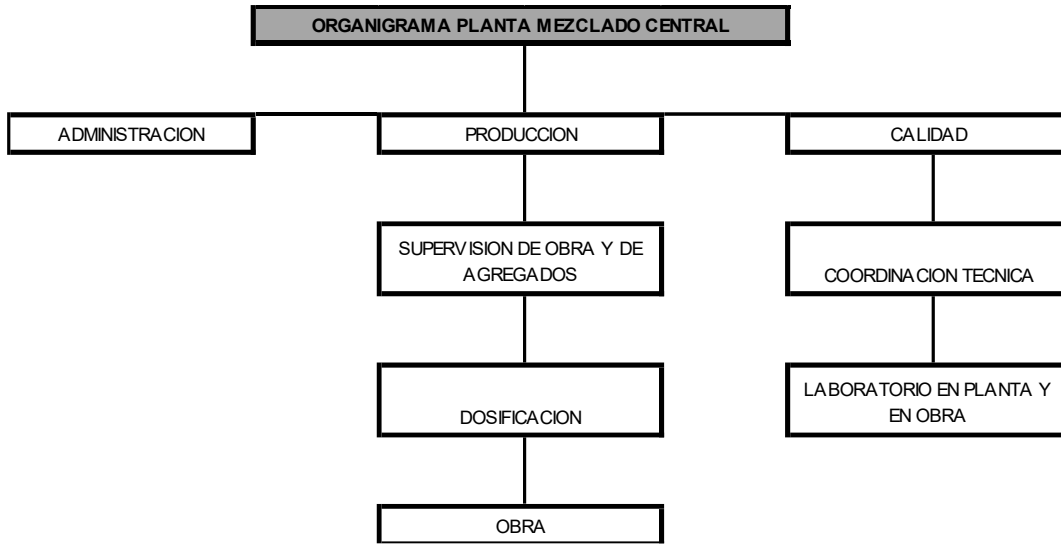 ORGANIGRAMA PLANTA MEZCLADO CENTRAL
ADMINISTRACION
PRODUCCION
CALIDAD
SUPERVISION DE OBRA Y DE
AGREGADOS
COORDINACION TECNICA
DOSIFICACION
LABORATORIO EN PLANTA Y
EN OBRA
OBRA